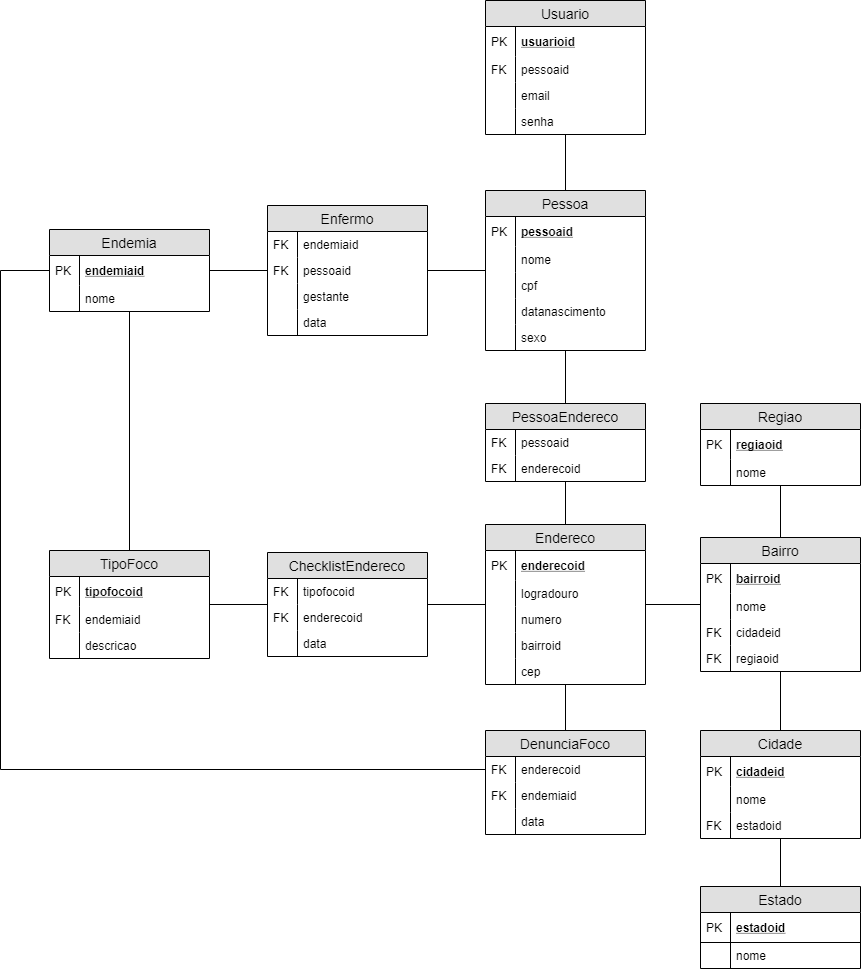 Usuario
PK usuarioid
FK pessoaid
email
senha
Pessoa
PK pessoaid
nome
cpf
datanascimento
sexo
Enfermo
FK endemiaid
FK pessoaid
gestante
data
Endemia
PK endemiaid
nome
PessoaEndereco
FK pessoaid
FK enderecoid
Regiao
PK regiaoid
nome
TipoFoco
PK tipofocoid
FK endemiaid
descricao
ChecklistEndereco
FK tipofocoid
FK enderecoid
data
Endereco
PK enderecoid
logradouro
numero
bairroid
cep
Bairro
PK bairroid
nome
FK cidadeid
FK regiaoid
DenunciaFoco
FK enderecoid
FK endemiaid
data
Cidade
PK cidadeid
nome
FK estadoid
Estado
PK estadoid
nome